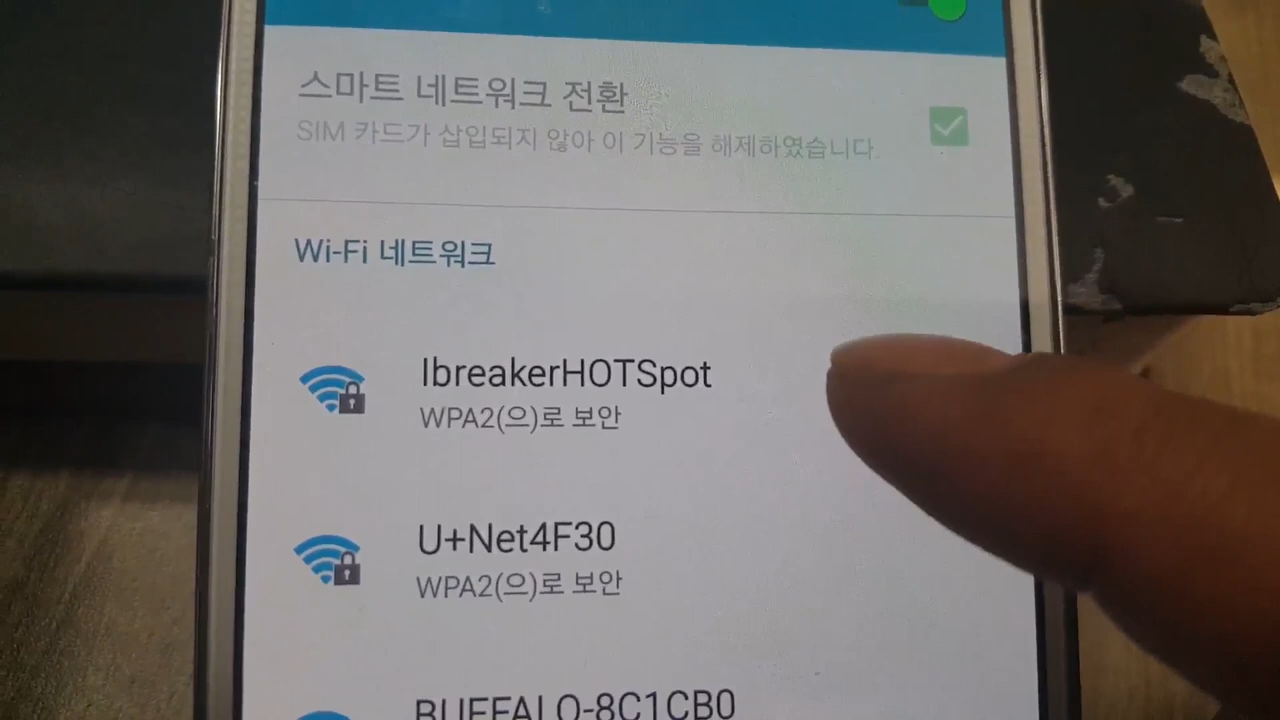 스마트 네트워크 전환
SIM 카드가 삽입되지 않아 이 기능을 해제하였습니다.
Wi-Fi 네트워크
IbreakerHOTSpot
WPA2(으)로 보안
U+Net4F30
WPA2(으)로 보안
BUFFALO-8C1CB0